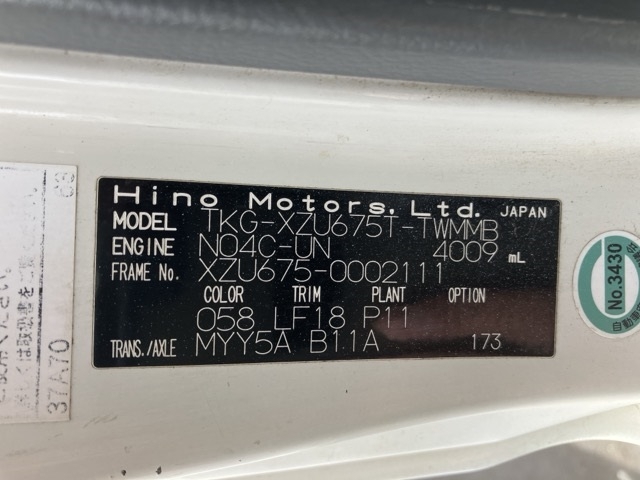 Hino Motors, Ltd. JAPAN
MODEL TKG-XZU675T-TWMMB
ENGINE N04C-UN 4009 mL
FRAME No. XZU675-0002111
COLOR TRIM PLANT OPTION
058 LF18 P11
TRANS./AXLE MYY5A B11A 173
No.3430
37A70